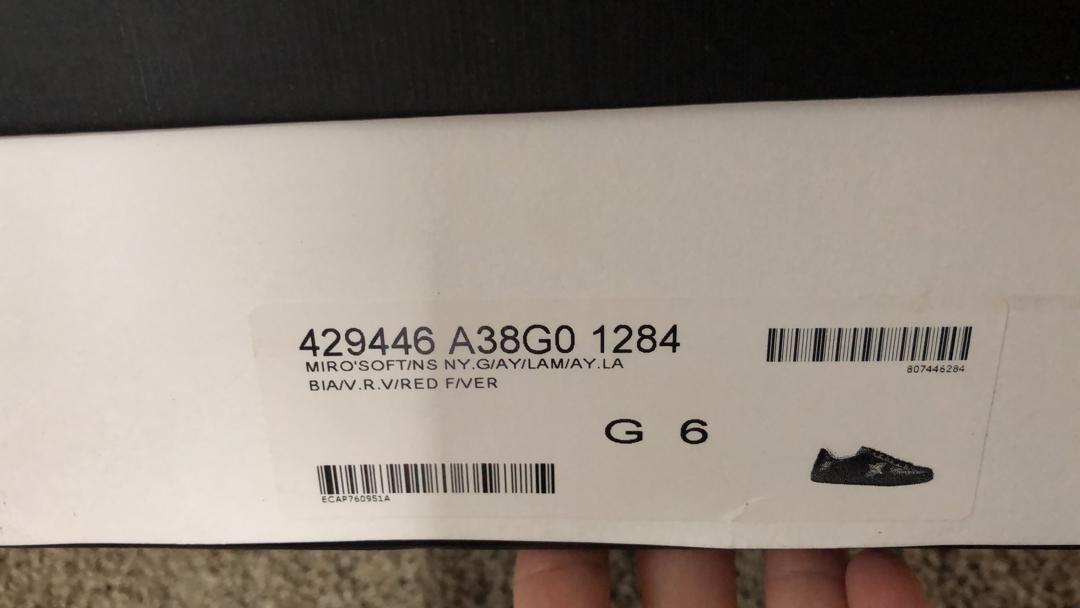 429446 A38G0 1284
MIRO'SOFT/NS NY.G/AY/LAM/AY.LA
BIA/V.R.V/RED F/VER
807446284
G 6
ECAP760951A